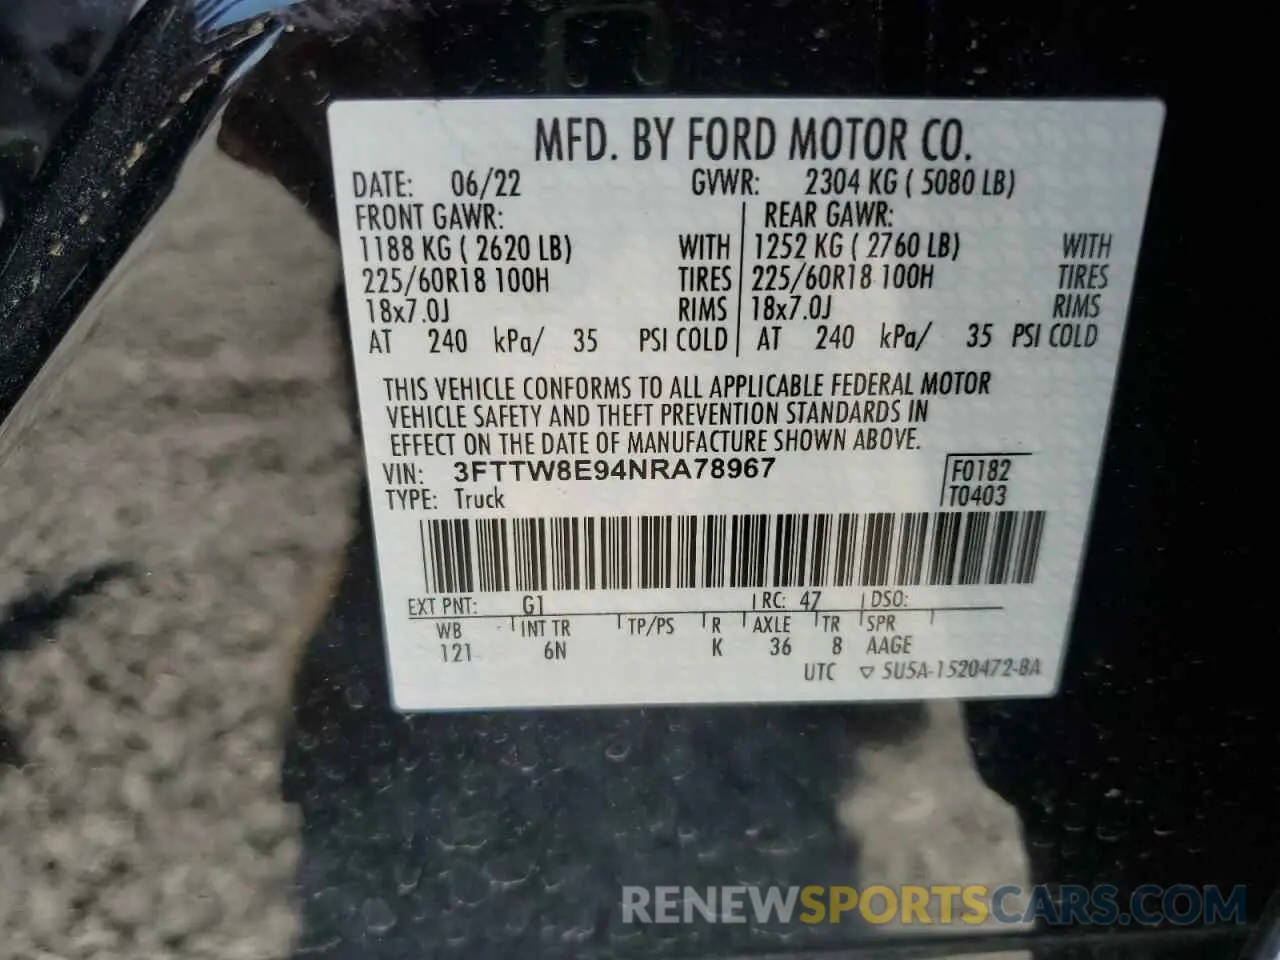 MFD. BY FORD MOTOR CO.
DATE: 06/22 GVWR: 2304 KG ( 5080 LB)
FRONT GAWR: REAR GAWR:
1188 KG ( 2620 LB) WITH 1252 KG ( 2760 LB) WITH
225/60R18 100H TIRES 225/60R18 100H TIRES
18x7.0J RIMS 18x7.0J RIMS
AT 240 kPa/ 35 PSI COLD AT 240 kPa/ 35 PSI COLD
THIS VEHICLE CONFORMS TO ALL APPLICABLE FEDERAL MOTOR
VEHICLE SAFETY AND THEFT PREVENTION STANDARDS IN
EFFECT ON THE DATE OF MANUFACTURE SHOWN ABOVE.
VIN: 3FTTW8E94NRA78967 F0182
TYPE: Truck T0403
EXT PNT: G1 RC: 47 DSO:
WB INT TR TP/PS R AXLE TR SPR
121 6N K 36 8 AAGE
UTC ▽ 5U5A-1520472-BA
RENEWSPORTSCARS.COM